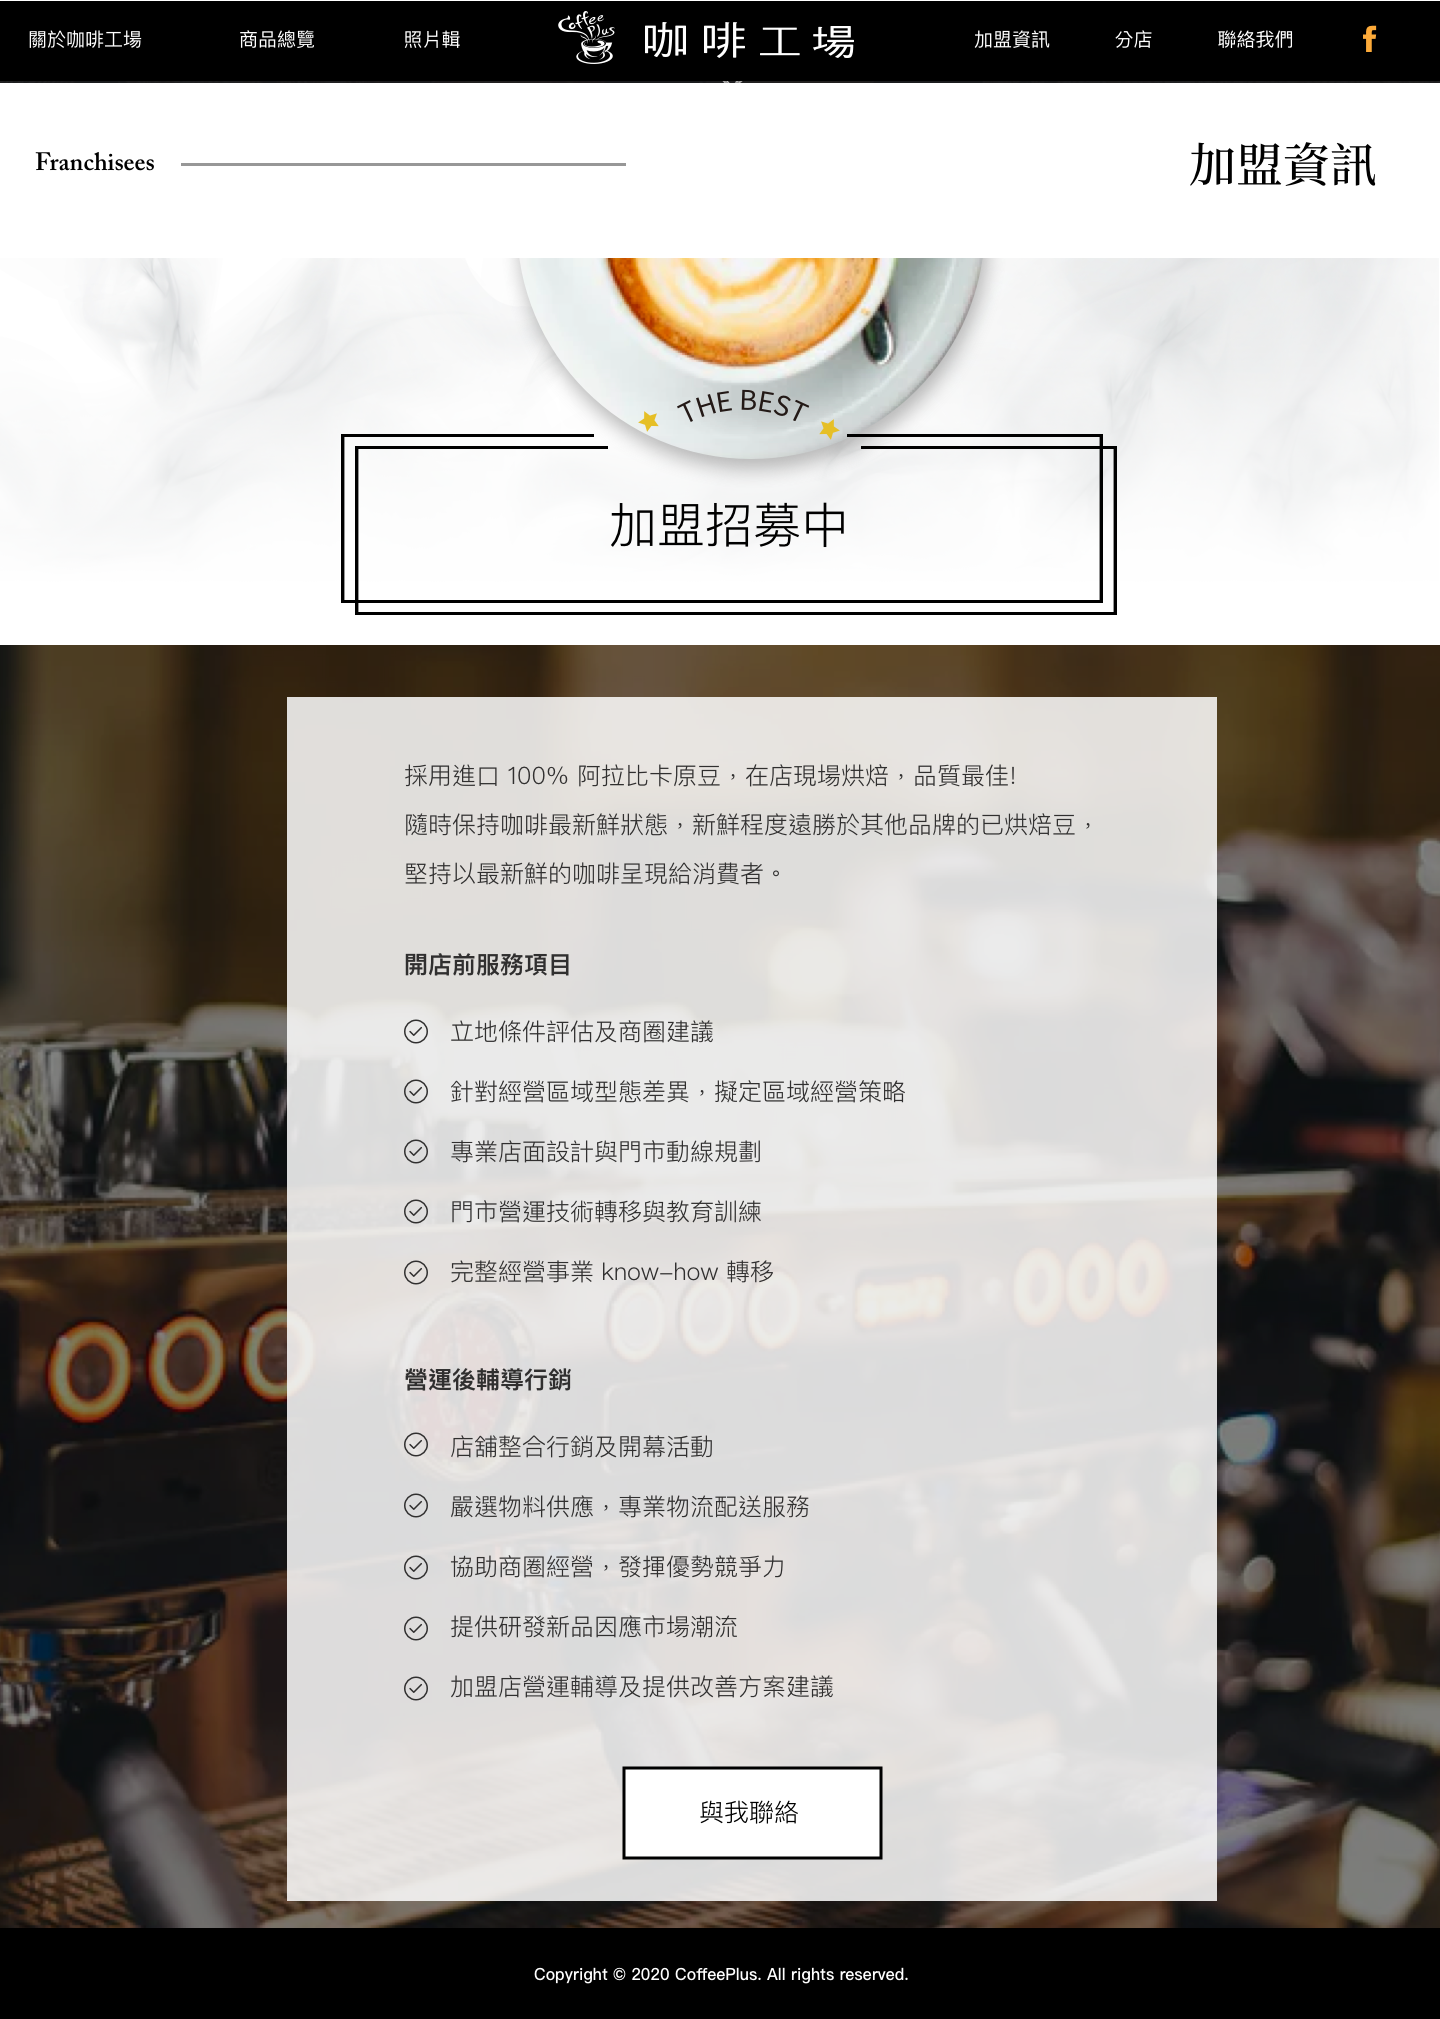 關於咖啡工場
商品總覽
照片輯
Coffee Plus
咖啡工場
加盟資訊
分店
聯絡我們
f
Franchisees
加盟資訊
THE BEST
加盟招募中
採用進口 100% 阿拉比卡原豆，在店現場烘焙，品質最佳!
隨時保持咖啡最新鮮狀態，新鮮程度遠勝於其他品牌的已烘焙豆，
堅持以最新鮮的咖啡呈現給消費者。
開店前服務項目
立地條件評估及商圈建議
針對經營區域型態差異，擬定區域經營策略
專業店面設計與門市動線規劃
門市營運技術轉移與教育訓練
完整經營事業 know-how 轉移
營運後輔導行銷
店舖整合行銷及開幕活動
嚴選物料供應，專業物流配送服務
協助商圈經營，發揮優勢競爭力
提供研發新品因應市場潮流
加盟店營運輔導及提供改善方案建議
與我聯絡
Copyright © 2020 CoffeePlus. All rights reserved.